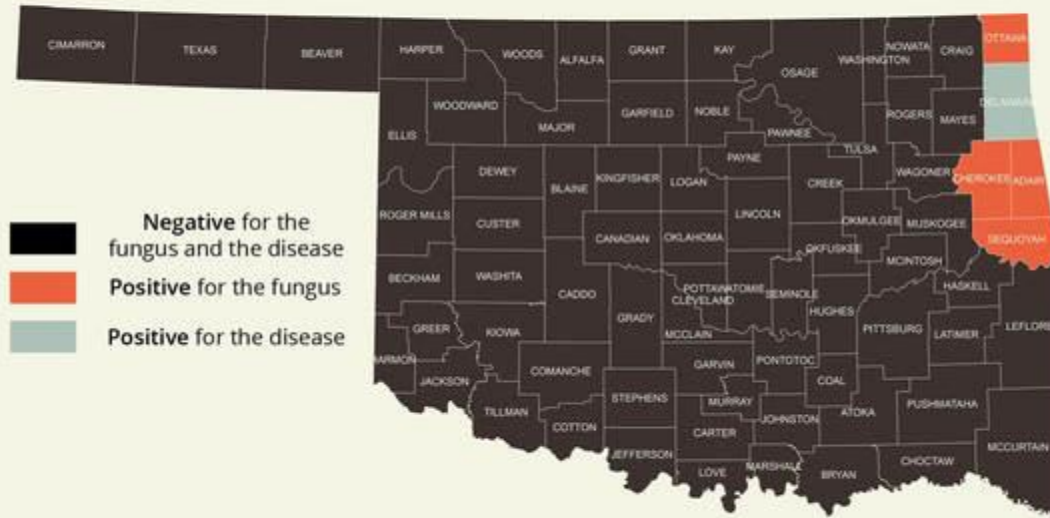 CIMARRON
TEXAS
BEAVER
HARPER
WOODS
ALFALFA
GRANT
KAY
OSAGE
WASHINGTON
NOWATA
CRAIG
OTTAWA
WOODWARD
MAJOR
GARFIELD
NOBLE
PAWNEE
ROGERS
MAYES
DELAWARE
ELLIS
DEWEY
BLAINE
KINGFISHER
LOGAN
PAYNE
CREEK
TULSA
WAGONER
CHEROKEE
ADAIR
ROGER MILLS
CUSTER
CANADIAN
OKLAHOMA
LINCOLN
OKMULGEE
MUSKOGEE
SEQUOYAH
OKFUSKEE
MCINTOSH
HASKELL
BECKHAM
WASHITA
CADDO
GRADY
POTTAWATOMIE
CLEVELAND
MCCLAIN
SEMINOLE
HUGHES
PITTSBURG
LATIMER
LEFLORE
GREER
KIOWA
ARMON
JACKSON
COMANCHE
GARVIN
PONTOTOC
COAL
TILLMAN
COTTON
STEPHENS
MURRAY
JOHNSTON
ATOKA
PUSHMATAHA
CARTER
JEFFERSON
LOVE
MARSHALL
BRYAN
CHOCTAW
MCCURTAIN
Negative for the
fungus and the disease
Positive for the fungus
Positive for the disease